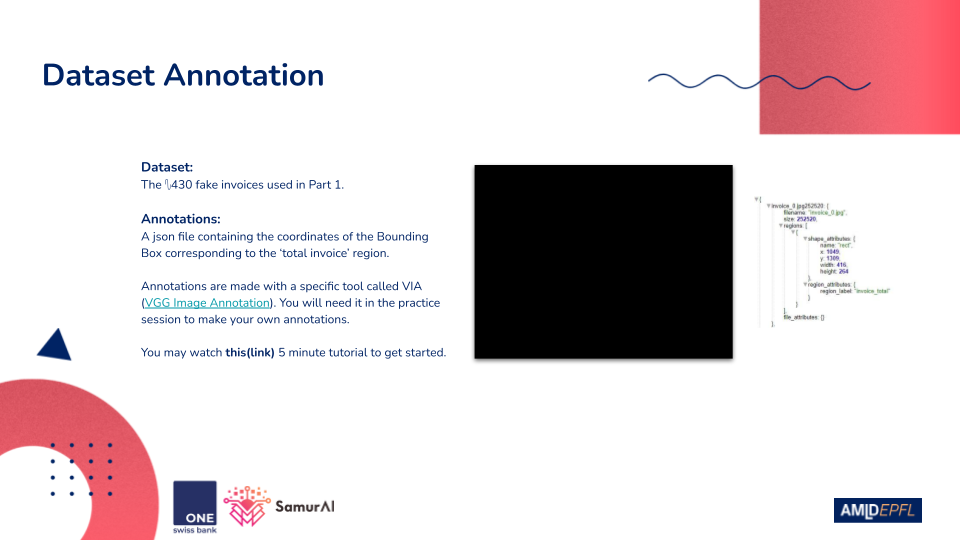 Dataset Annotation
Dataset:
The ⃥430 fake invoices used in Part 1.
Annotations:
A json file containing the coordinates of the Bounding
Box corresponding to the ‘total invoice’ region.
Annotations are made with a specific tool called VIA
(VGG Image Annotation). You will need it in the practice
session to make your own annotations.
You may watch this(link) 5 minute tutorial to get started.
▼{
▼invoice_0.jpg252520: {
filename: "invoice_0.jpg",
size: 252520,
▼regions: [
▼{
▼shape_attributes: {
name: "rect",
x: 1049,
y: 1309,
width: 416,
height: 264
},
▼region_attributes: {
region_label: "invoice_total"
}
}
],
file_attributes: {}
},
ONE
swiss bank
SamurAI
AMLDEPFL